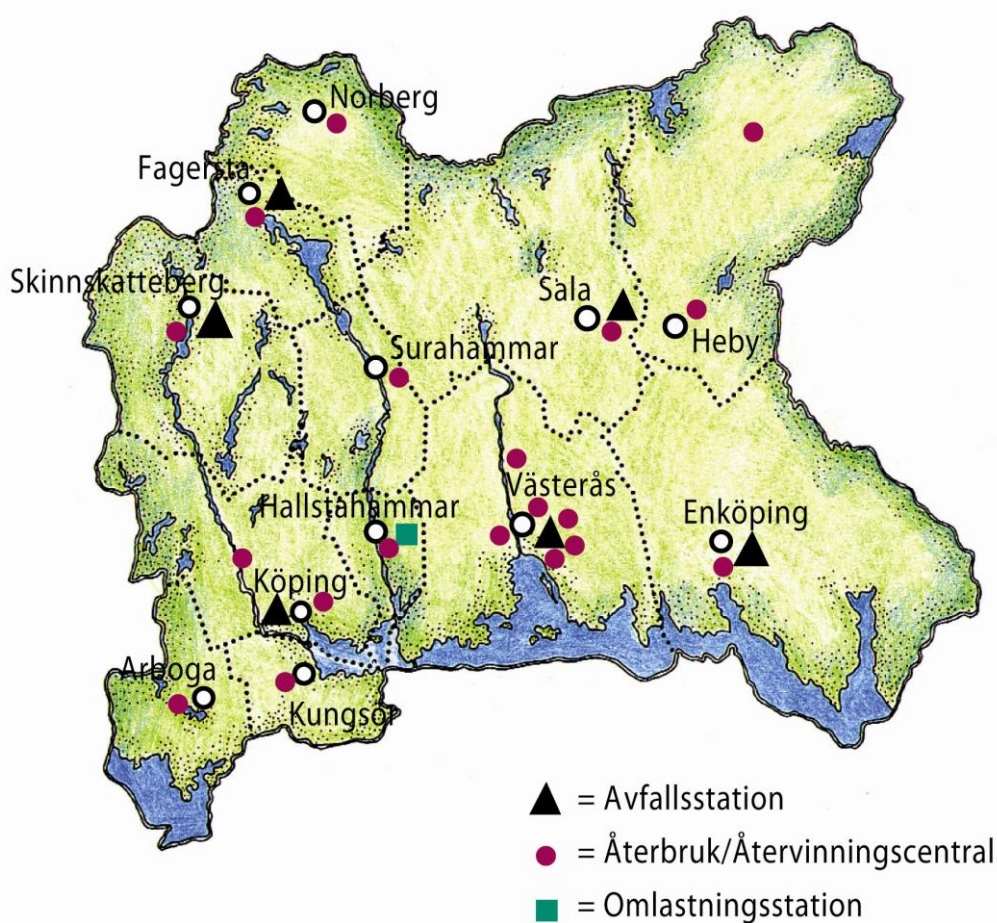 Norberg
Fagersta
Skinnskatteberg
Sala
Heby
Surahammar
Västerås
Hallstahammar
Enköping
Köping
Arboga
Kungsör
= Avfallsstation
= Återbruk/Återvinningscentral
= Omlastningsstation